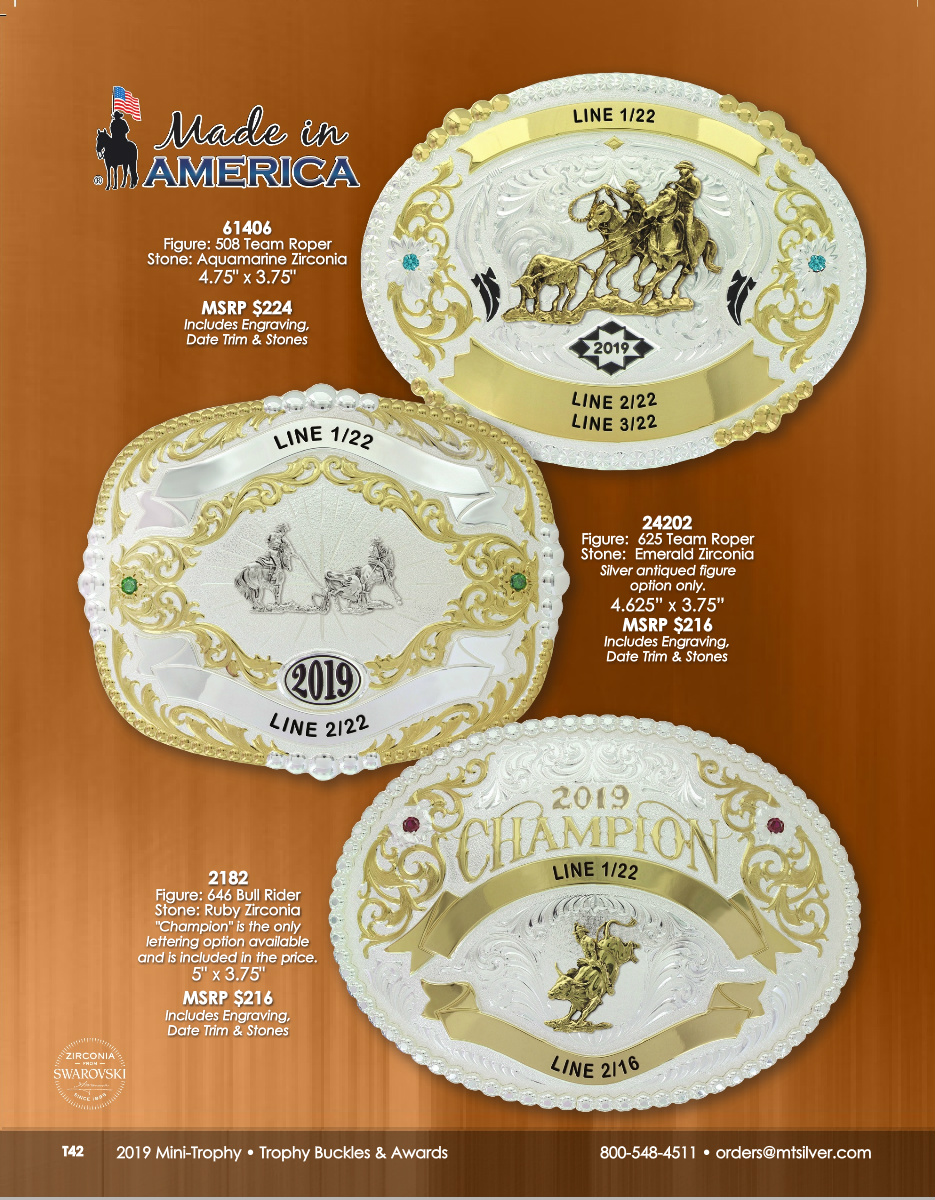 Made in
AMERICA
®
61406
Figure: 508 Team Roper
Stone: Aquamarine Zirconia
4.75" x 3.75"
MSRP $224
Includes Engraving,
Date Trim & Stones
LINE 1/22
2019
LINE 2/22
LINE 3/22
LINE 1/22
2019
LINE 2/22
24202
Figure:  625 Team Roper
Stone:  Emerald Zirconia
Silver antiqued figure
option only.
4.625" x 3.75"
MSRP $216
Includes Engraving,
Date Trim & Stones
2182
Figure: 646 Bull Rider
Stone: Ruby Zirconia
"Champion" is the only
lettering option available
and is included in the price.
5" x 3.75"
MSRP $216
Includes Engraving,
Date Trim & Stones
2019
CHAMPION
LINE 1/22
LINE 2/16
ZIRCONIA
FROM
SWAROVSKI
SINCE 1895
T42
2019 Mini-Trophy • Trophy Buckles & Awards
800-548-4511 • orders@mtsilver.com